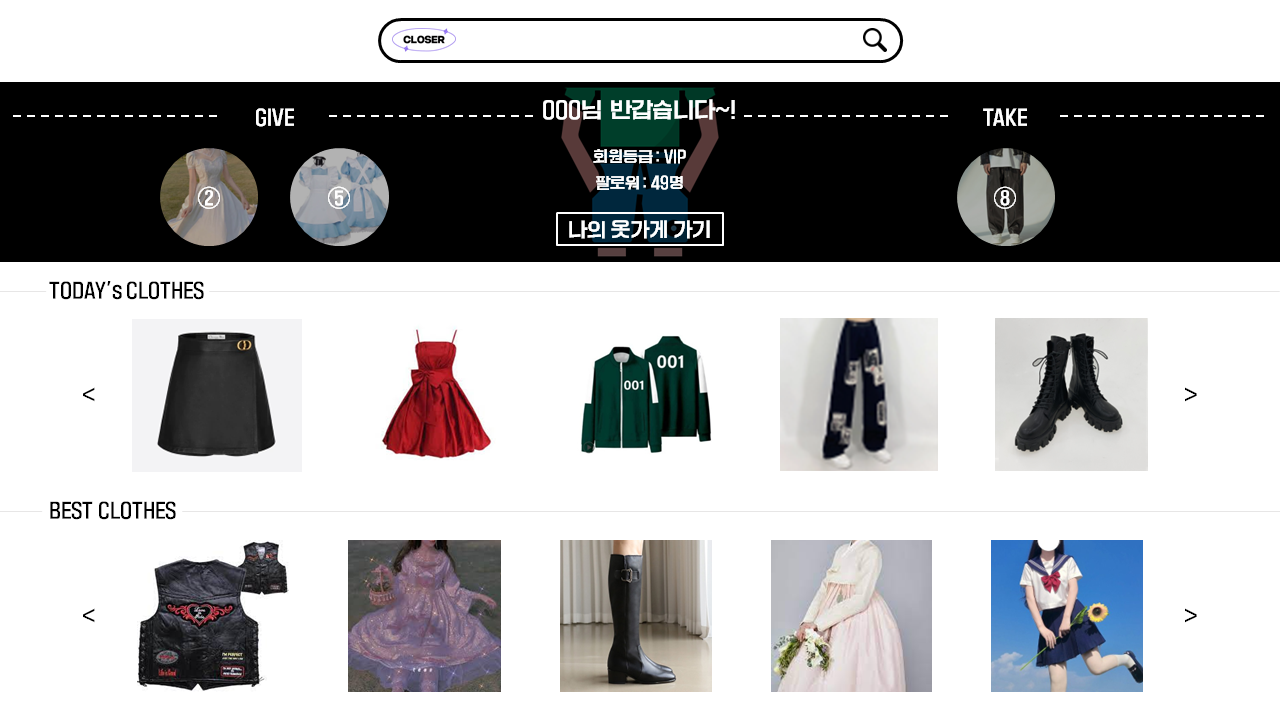 CLOSER
GIVE
OOO님 반갑습니다~!
TAKE
회원등급 : VIP
팔로워 : 49명
② ⑤ ⑧
나의 옷가게 가기
TODAY's CLOTHES
001
001
< >
BEST CLOTHES
I'M PERFECT
< >